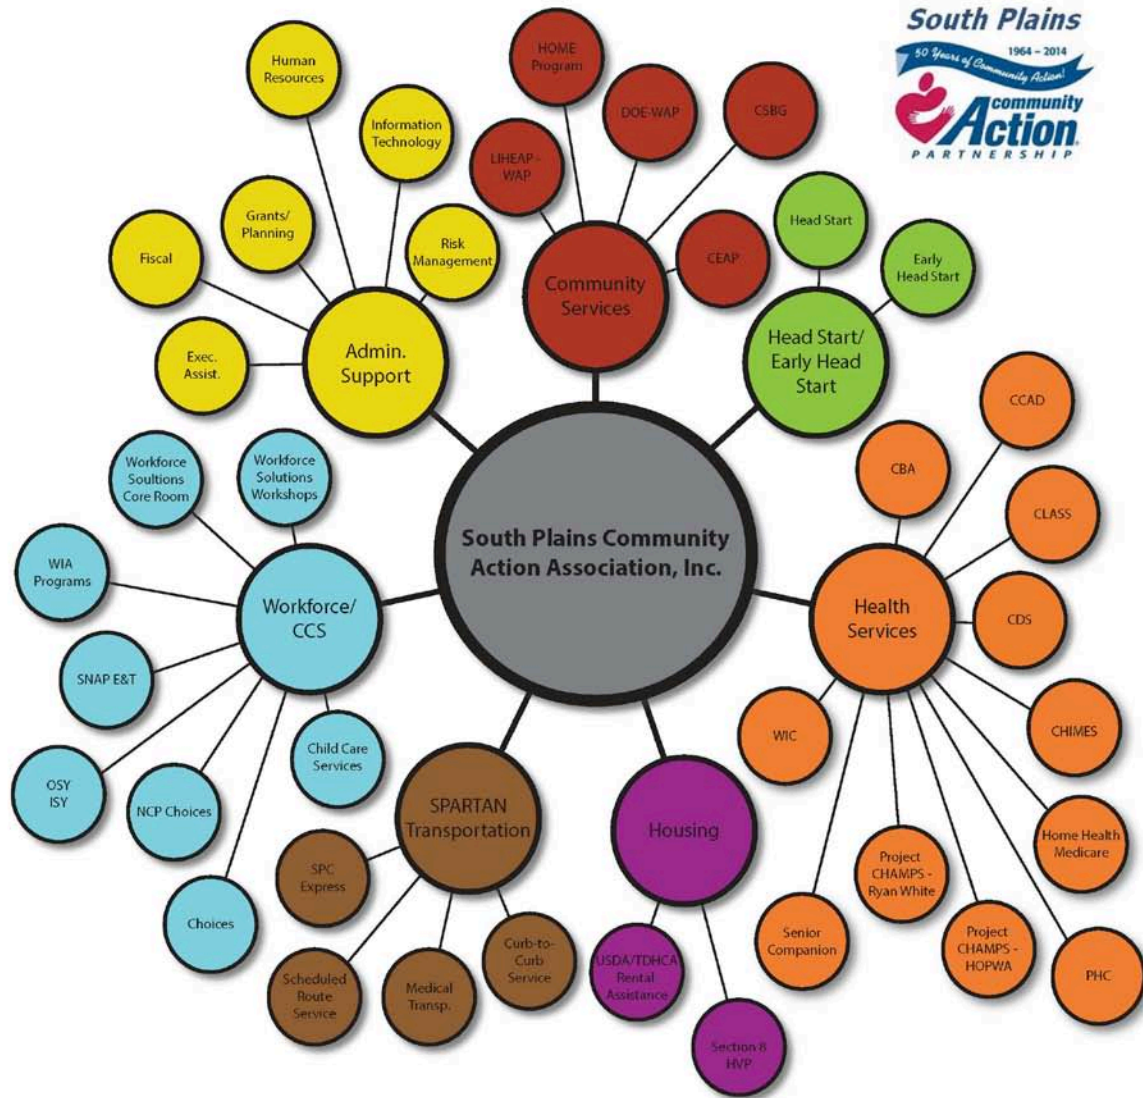 South Plains
50 Years of Community Action!
1964 – 2014
community
Action
PARTNERSHIP
Human
Resources
Information
Technology
Grants/
Planning
Risk
Management
Fiscal
Exec.
Assist.
Admin.
Support
HOME
Program
DOE-WAP
CSBG
LIHEAP -
WAP
CEAP
Community
Services
Head Start
Early
Head Start
Head Start/
Early Head
Start
South Plains Community
Action Association, Inc.
Workforce
Soultions
Core Room
Workforce
Solutions
Workshops
WIA
Programs
Workforce/
CCS
SNAP E&T
OSY
ISY
NCP Choices
Choices
Child Care
Services
CCAD
CBA
CLASS
CDS
Health
Services
CHIMES
WIC
Home Health
Medicare
Project
CHAMPS -
Ryan White
Project
CHAMPS -
HOPWA
Senior
Companion
PHC
SPARTAN
Transportation
SPC
Express
Scheduled
Route
Service
Medical
Transp.
Curb-to-
Curb
Service
Housing
USDA/TDHCA
Rental
Assistance
Section 8
HVP